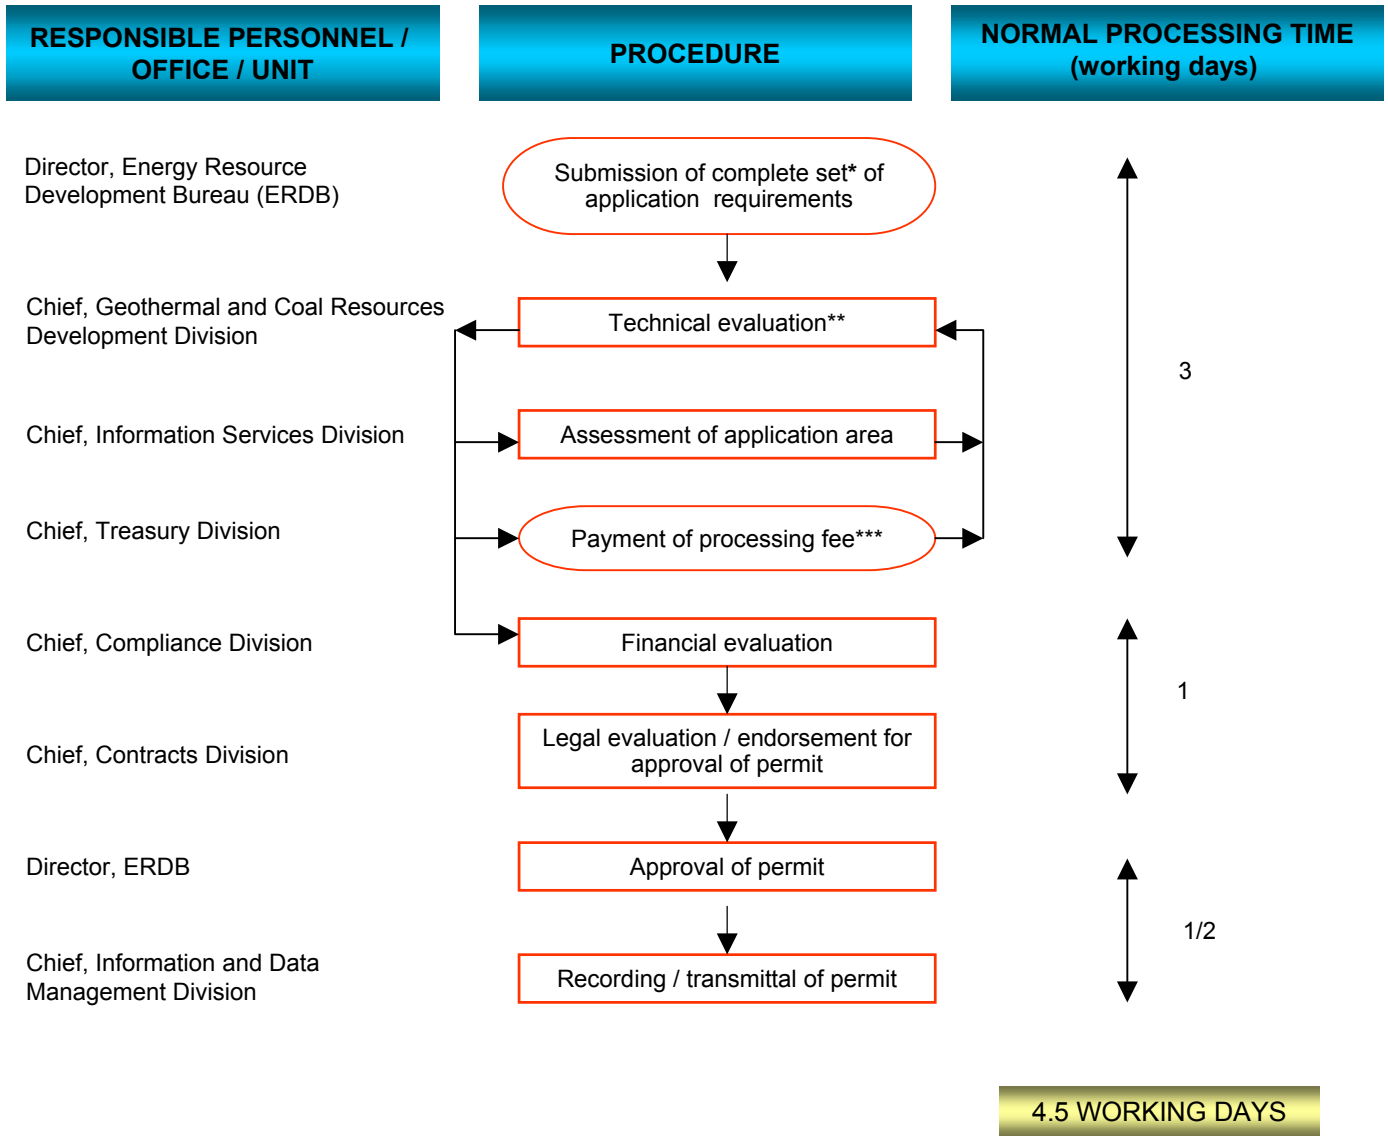 RESPONSIBLE PERSONNEL /
OFFICE / UNIT
PROCEDURE
NORMAL PROCESSING TIME
(working days)
Director, Energy Resource
Development Bureau (ERDB)
Submission of complete set* of
application requirements
Chief, Geothermal and Coal Resources
Development Division
Technical evaluation**
3
Chief, Information Services Division
Assessment of application area
Chief, Treasury Division
Payment of processing fee***
Chief, Compliance Division
Financial evaluation
1
Chief, Contracts Division
Legal evaluation / endorsement for
approval of permit
Director, ERDB
Approval of permit
1/2
Chief, Information and Data
Management Division
Recording / transmittal of permit
4.5 WORKING DAYS